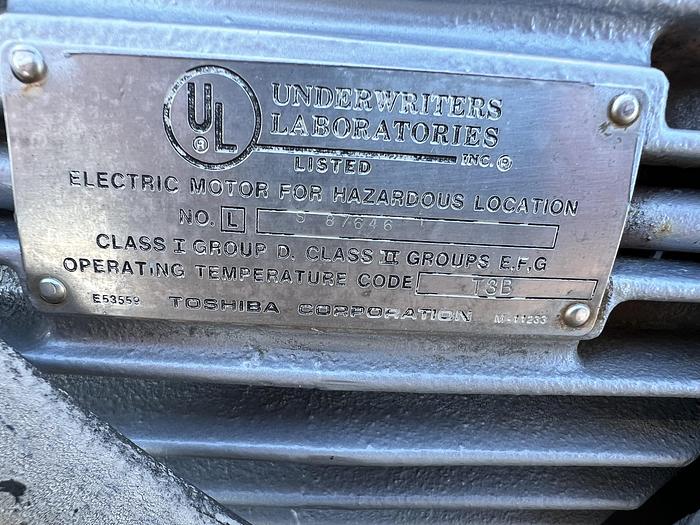 UL ®
UNDERWRITERS
LABORATORIES
INC.®
LISTED
ELECTRIC MOTOR FOR HAZARDOUS LOCATION
NO. L S 87646
CLASS I GROUP D. CLASS II GROUPS E,F,G
OPERATING TEMPERATURE CODE T3B
E53559 TOSHIBA CORPORATION M-11233